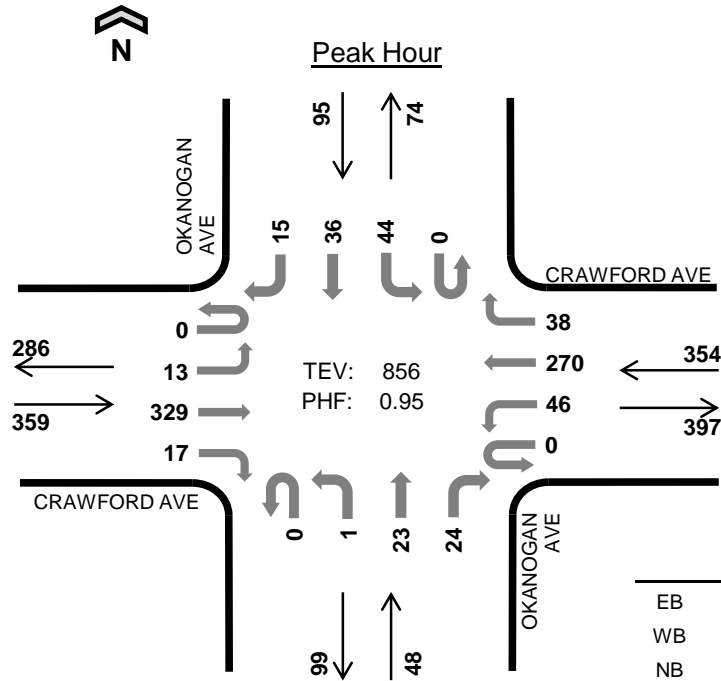 N
Peak Hour
95
74
OKANOGAN
AVE
15
36
44
0
CRAWFORD AVE
0
38
286
13
270
354
TEV: 856
PHF: 0.95
359
329
46
397
17
0
CRAWFORD AVE
0
1
23
24
OKANOGAN
AVE
99
48
EB
WB
NB